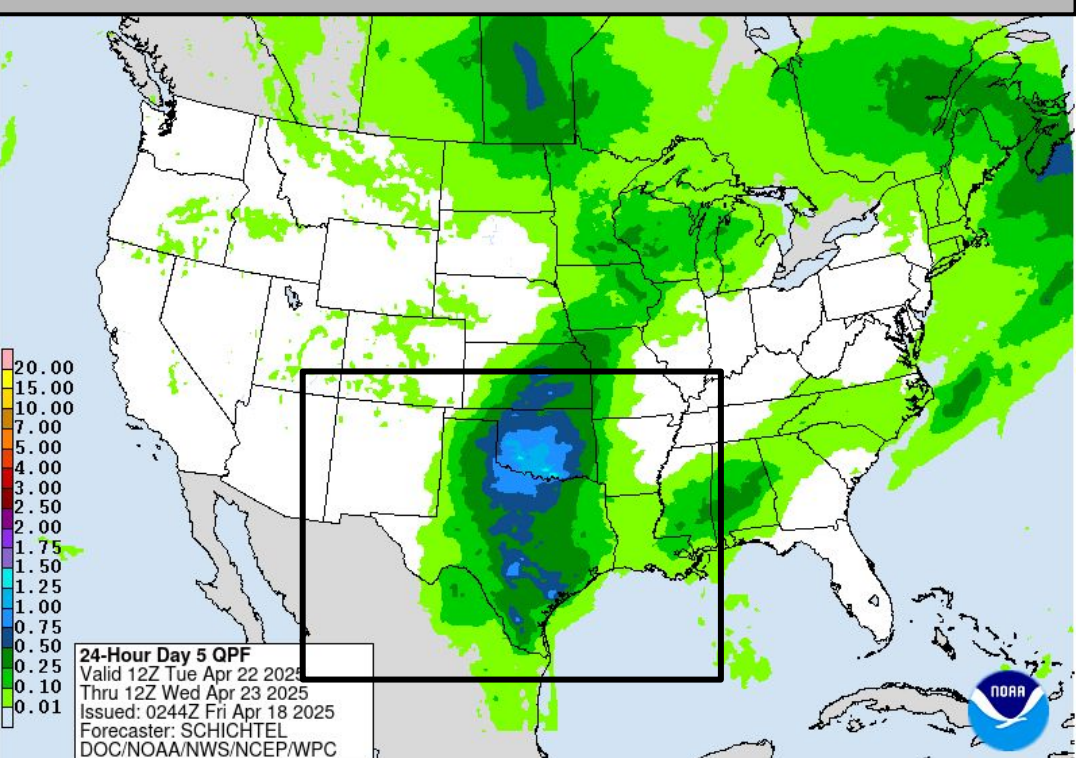 20.00
15.00
10.00
7.00
5.00
4.00
3.00
2.50
2.00
1.75
1.50
1.25
1.00
0.75
0.50
0.25
0.10
0.01
24-Hour Day 5 QPF
Valid 12Z Tue Apr 22 2025
Thru 12Z Wed Apr 23 2025
Issued: 0244Z Fri Apr 18 2025
Forecaster: SCHICHTEL
DOC/NOAA/NWS/NCEP/WPC
NOAA